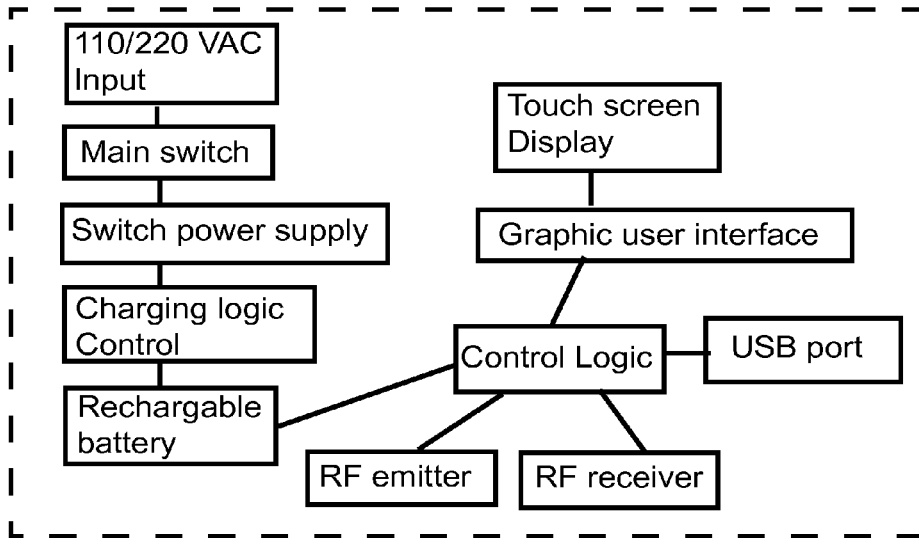 110/220 VAC
Input
Main switch
Switch power supply
Charging logic
Control
Rechargable
battery
Touch screen
Display
Graphic user interface
Control Logic
USB port
RF emitter
RF receiver